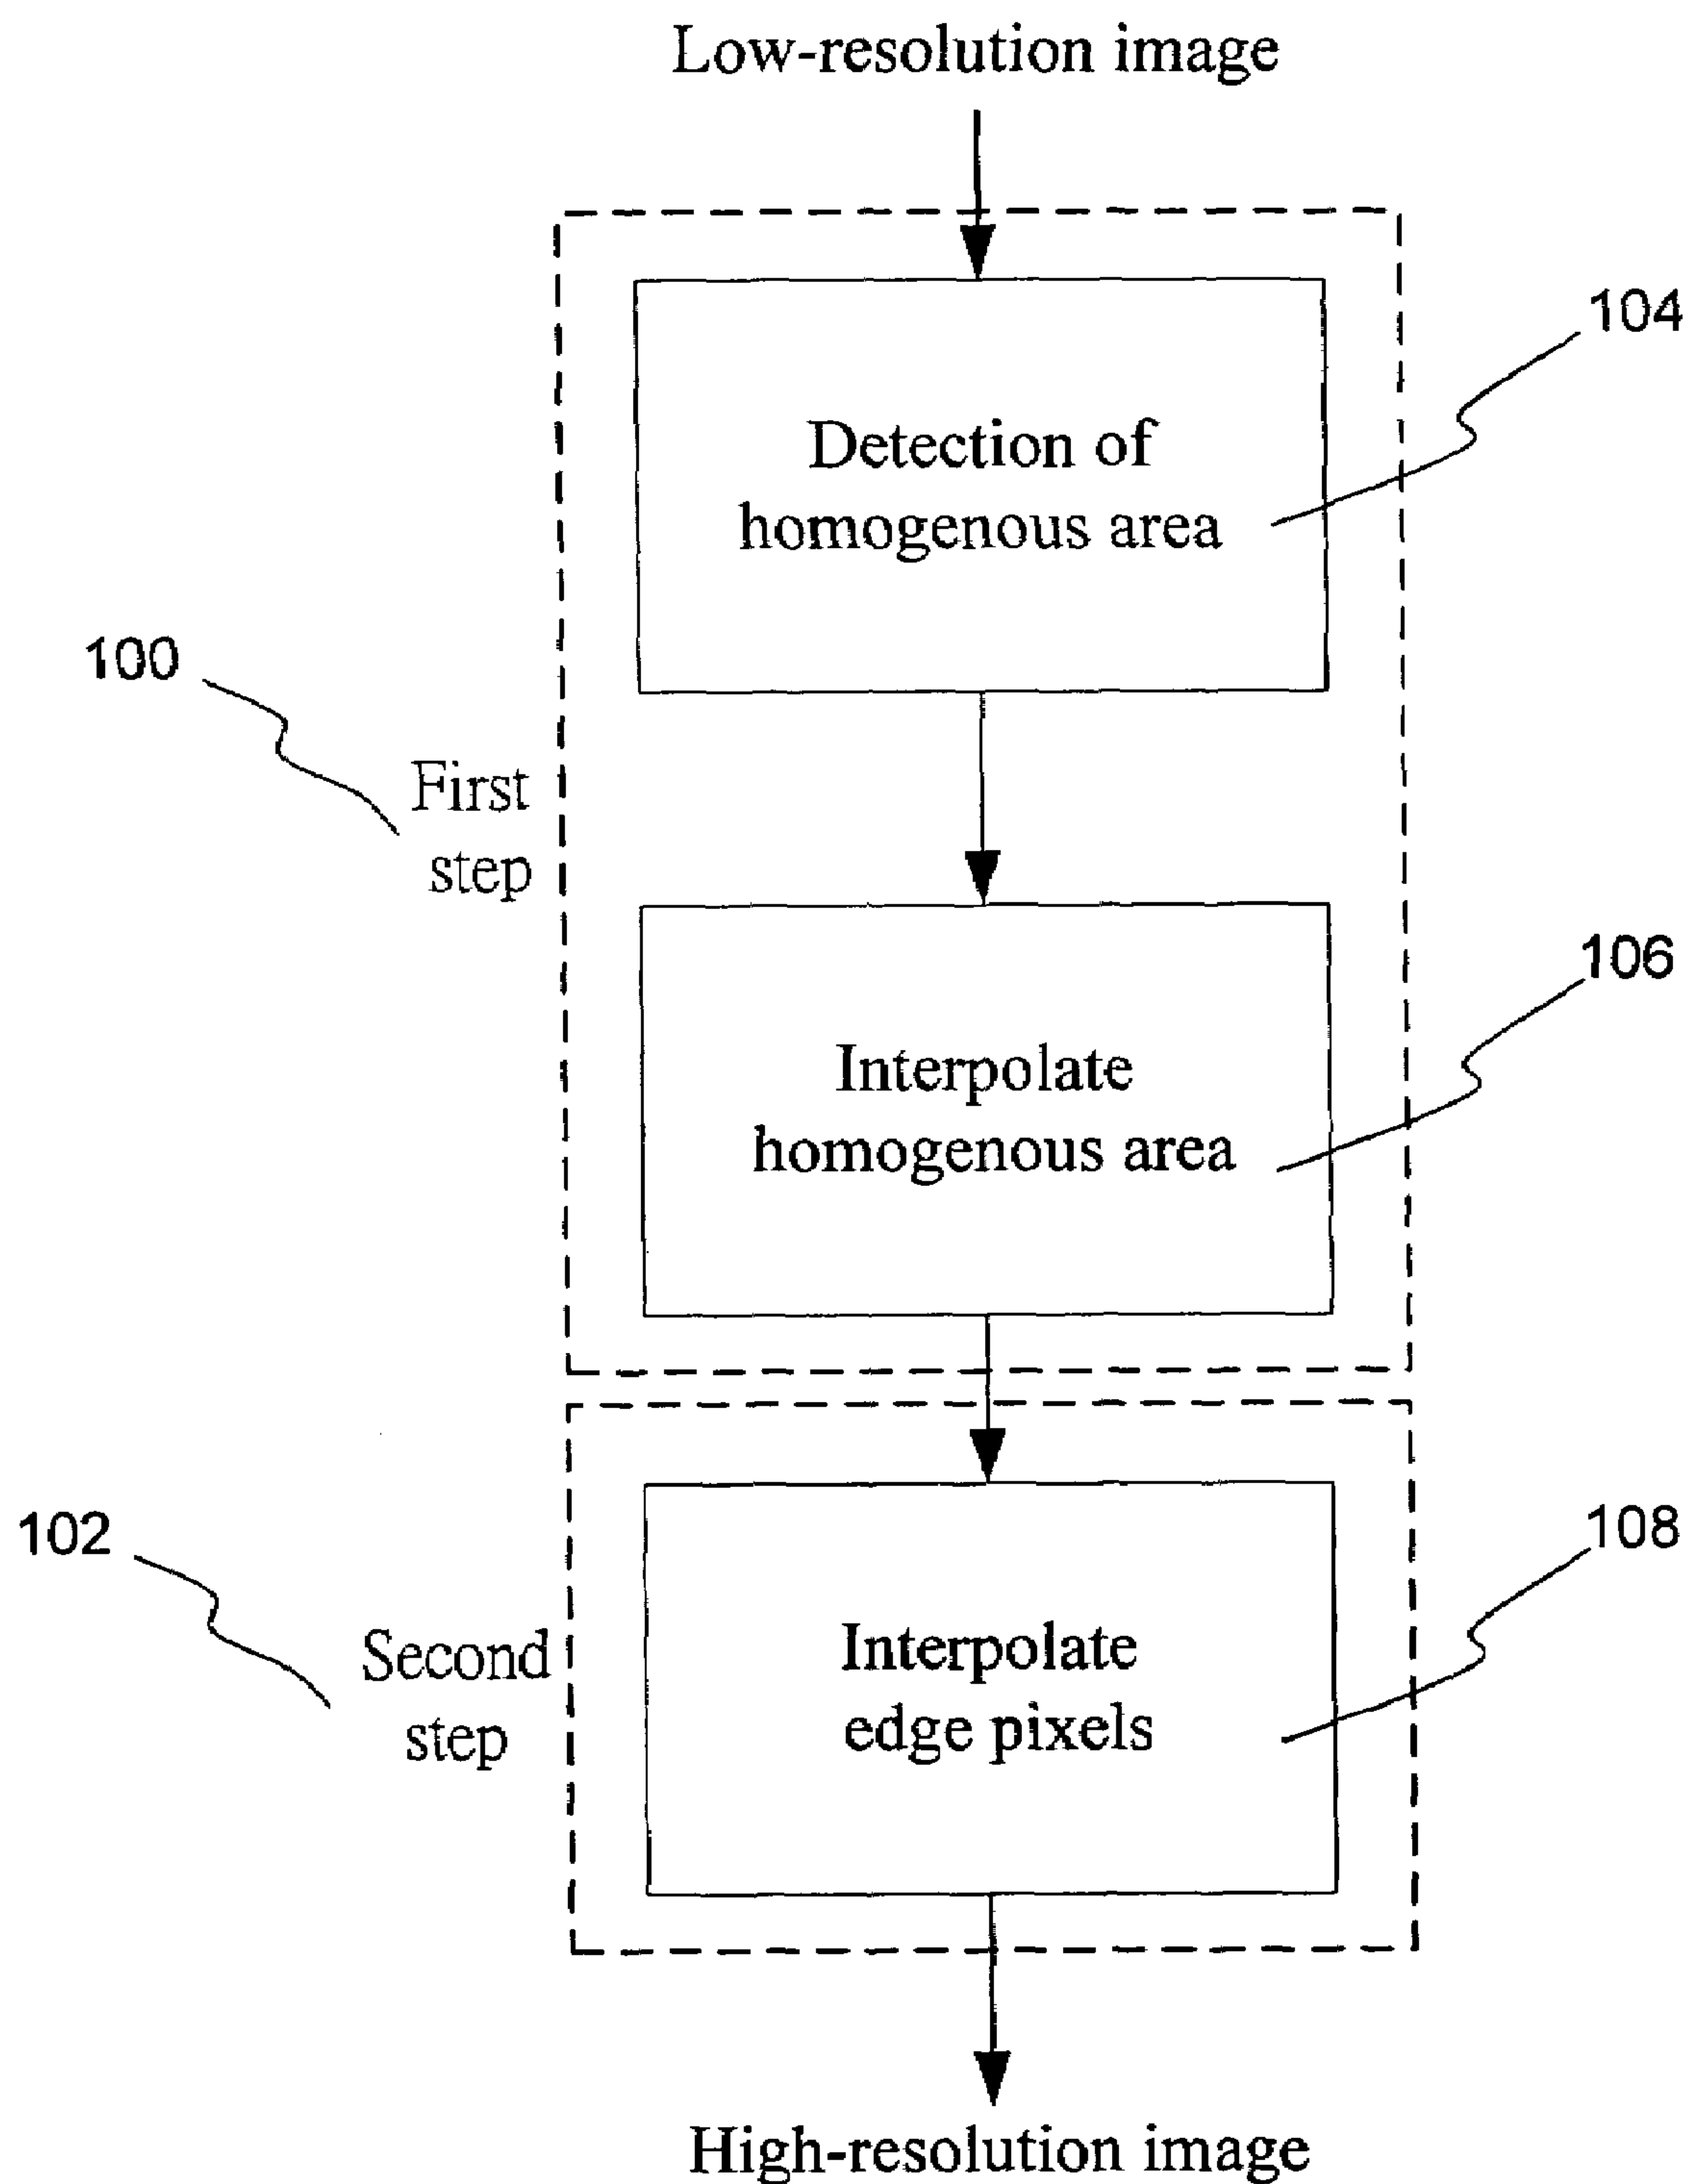 Low-resolution image
104
Detection of
homogenous area
100
First
step
106
Interpolate
homogenous area
102
Second
step
108
Interpolate
edge pixels
High-resolution image